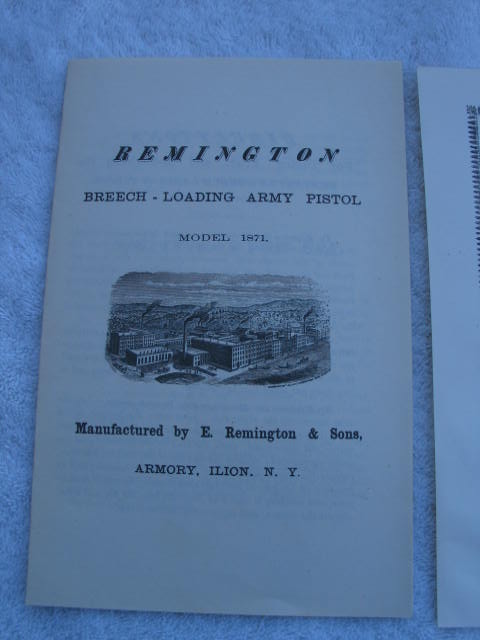 REMINGTON
BREECH - LOADING ARMY PISTOL
MODEL 1871.
Manufactured by E. Remington & Sons,
ARMORY, ILION, N. Y.